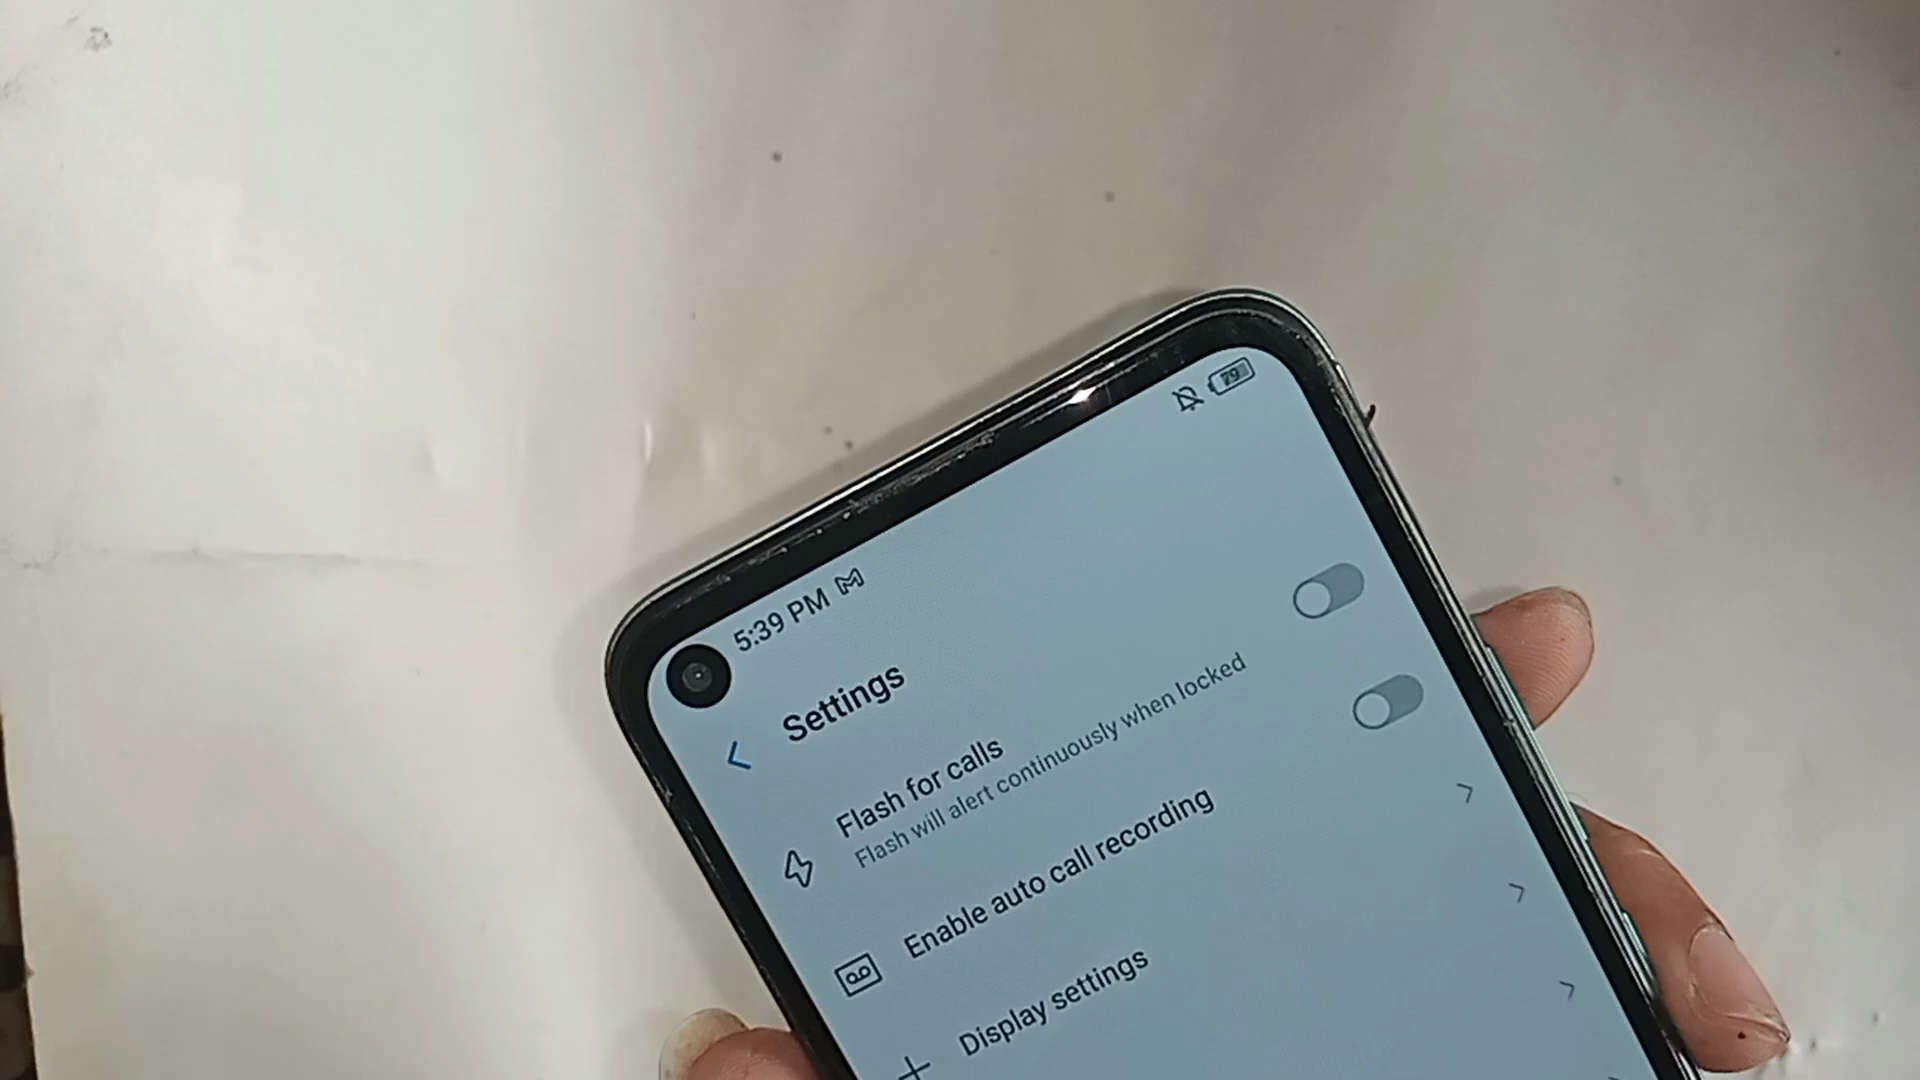 5:39 PM
79
Settings
Flash for calls
Flash will alert continuously when locked
Enable auto call recording
Display settings